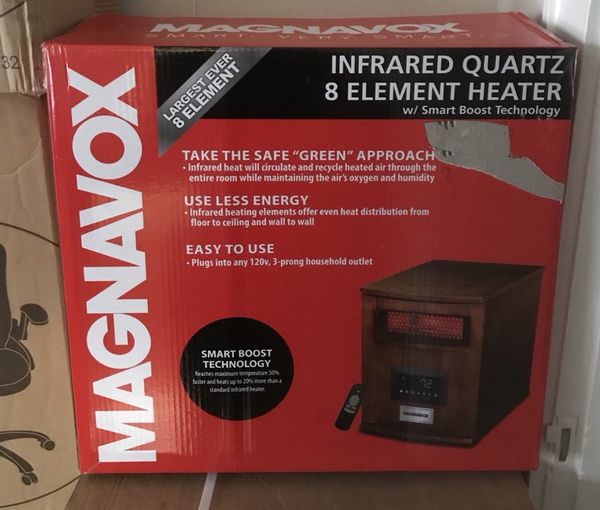 MAGNAVOX
SMART. VERY SMART.
32
MAGNAVOX
LARGEST EVER
8 ELEMENT
INFRARED QUARTZ
8 ELEMENT HEATER
w/ Smart Boost Technology
TAKE THE SAFE "GREEN" APPROACH
• Infrared heat will circulate and recycle heated air through the
entire room while maintaining the air's oxygen and humidity
USE LESS ENERGY
• Infrared heating elements offer even heat distribution from
floor to ceiling and wall to wall
EASY TO USE
• Plugs into any 120v, 3-prong household outlet
SMART BOOST
TECHNOLOGY
Reaches maximum temperature 50%
faster and heats up to 20% more than a
standard infrared heater.
72
MAGNAVOX